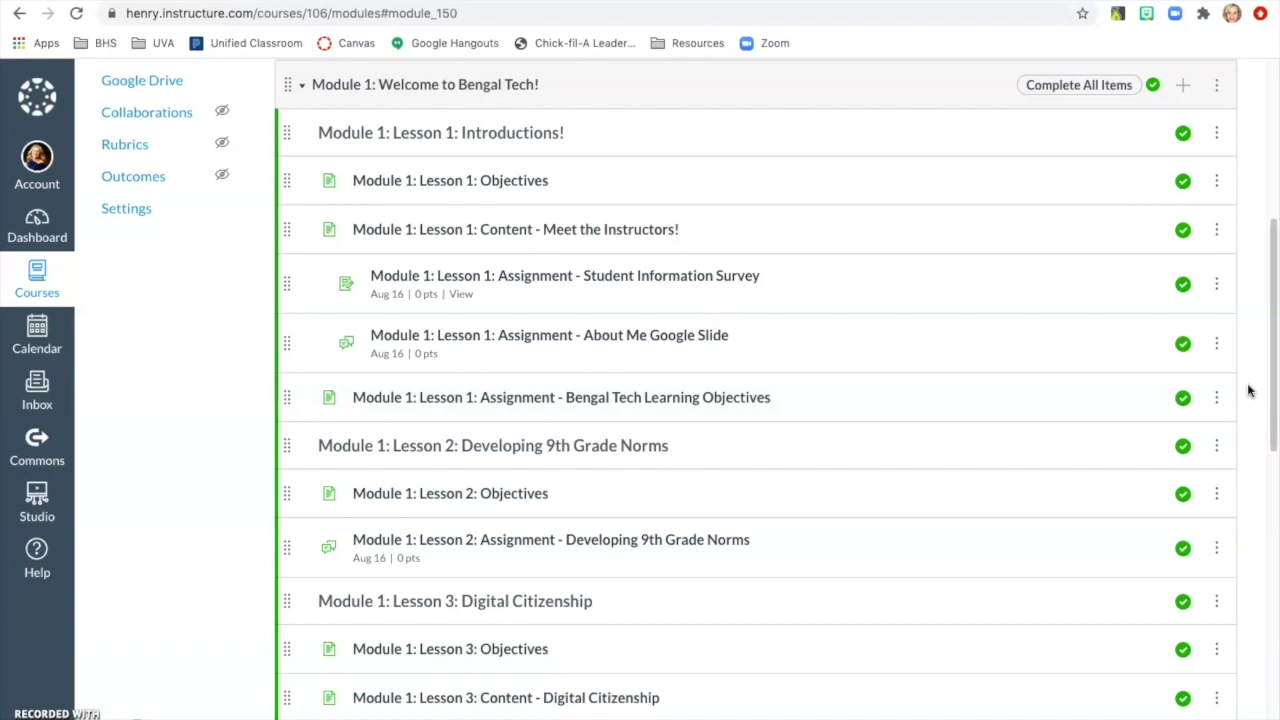 henry.instructure.com/courses/106/modules#module_150
Apps BHS UVA Unified Classroom Canvas Google Hangouts Chick-fil-A Leader... Resources Zoom
Google Drive
Collaborations
Rubrics
Outcomes
Settings
Account
Dashboard
Courses
Calendar
Inbox
Commons
Studio
Help
Module 1: Welcome to Bengal Tech! Complete All Items
Module 1: Lesson 1: Introductions!
Module 1: Lesson 1: Objectives
Module 1: Lesson 1: Content - Meet the Instructors!
Module 1: Lesson 1: Assignment - Student Information Survey
Aug 16 | 0 pts | View
Module 1: Lesson 1: Assignment - About Me Google Slide
Aug 16 | 0 pts
Module 1: Lesson 1: Assignment - Bengal Tech Learning Objectives
Module 1: Lesson 2: Developing 9th Grade Norms
Module 1: Lesson 2: Objectives
Module 1: Lesson 2: Assignment - Developing 9th Grade Norms
Aug 16 | 0 pts
Module 1: Lesson 3: Digital Citizenship
Module 1: Lesson 3: Objectives
Module 1: Lesson 3: Content - Digital Citizenship
RECORDED WITH